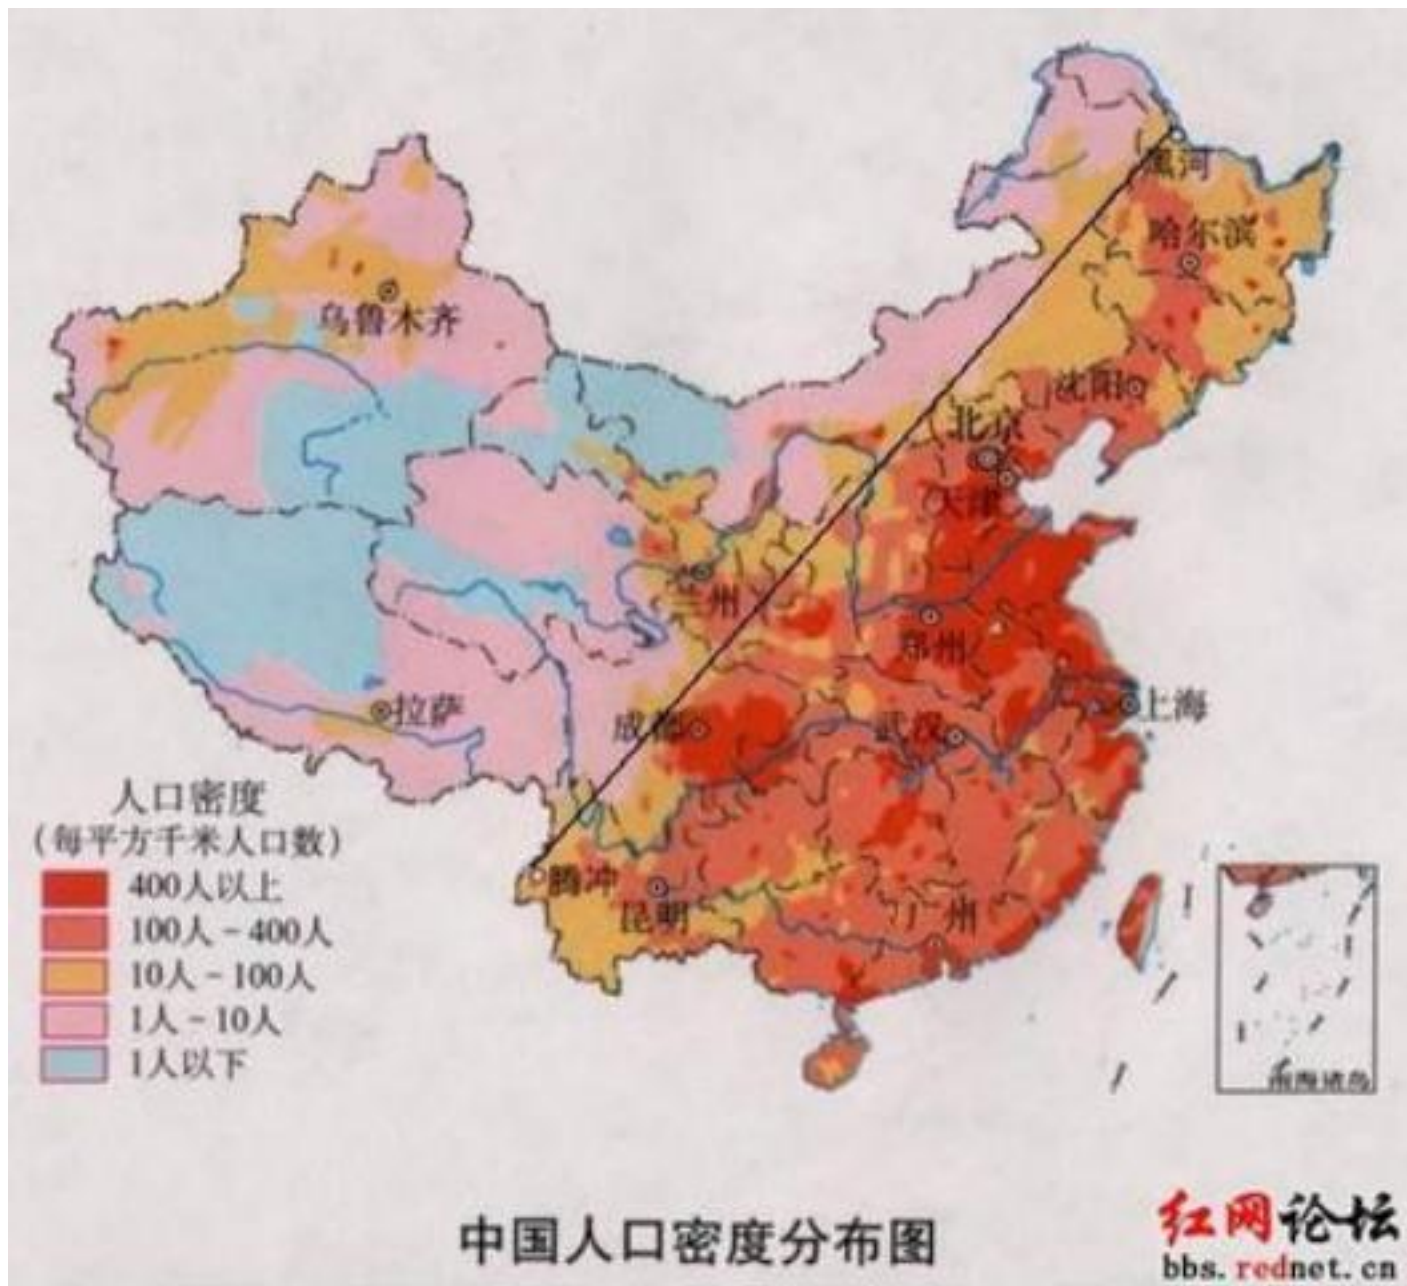 黑河
哈尔滨
乌鲁木齐
沈阳
北京
天津
兰州
郑州
拉萨
成都
武汉
上海
腾冲
昆明
广州
人口密度
(每平方千米人口数)
400人以上
100人-400人
10人-100人
1人-10人
1人以下
南海诸岛
中国人口密度分布图
红网论坛
bbs.rednet.cn